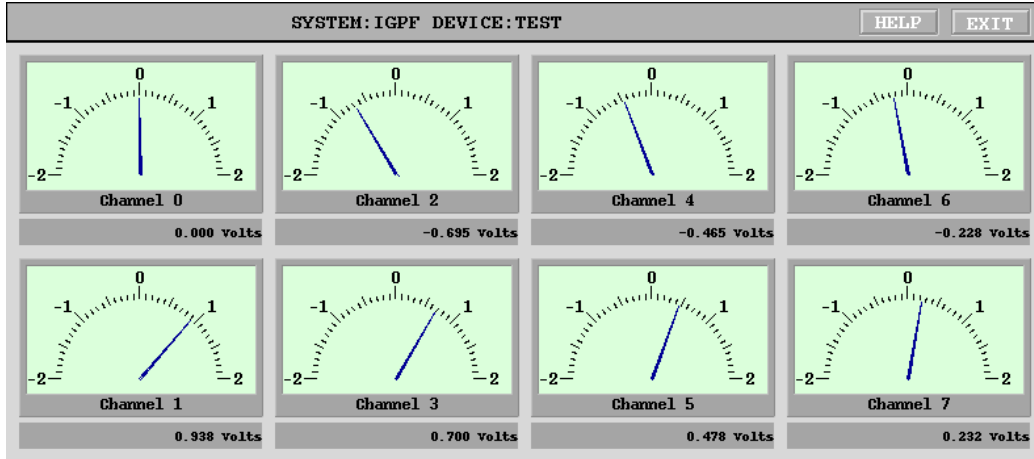 SYSTEM:IGPF DEVICE:TEST HELP EXIT
-2 -1 0 1 2
Channel 0
0.000 Volts
-2 -1 0 1 2
Channel 2
-0.695 Volts
-2 -1 0 1 2
Channel 4
-0.465 Volts
-2 -1 0 1 2
Channel 6
-0.228 Volts
-2 -1 0 1 2
Channel 1
0.938 Volts
-2 -1 0 1 2
Channel 3
0.700 Volts
-2 -1 0 1 2
Channel 5
0.478 Volts
-2 -1 0 1 2
Channel 7
0.232 Volts